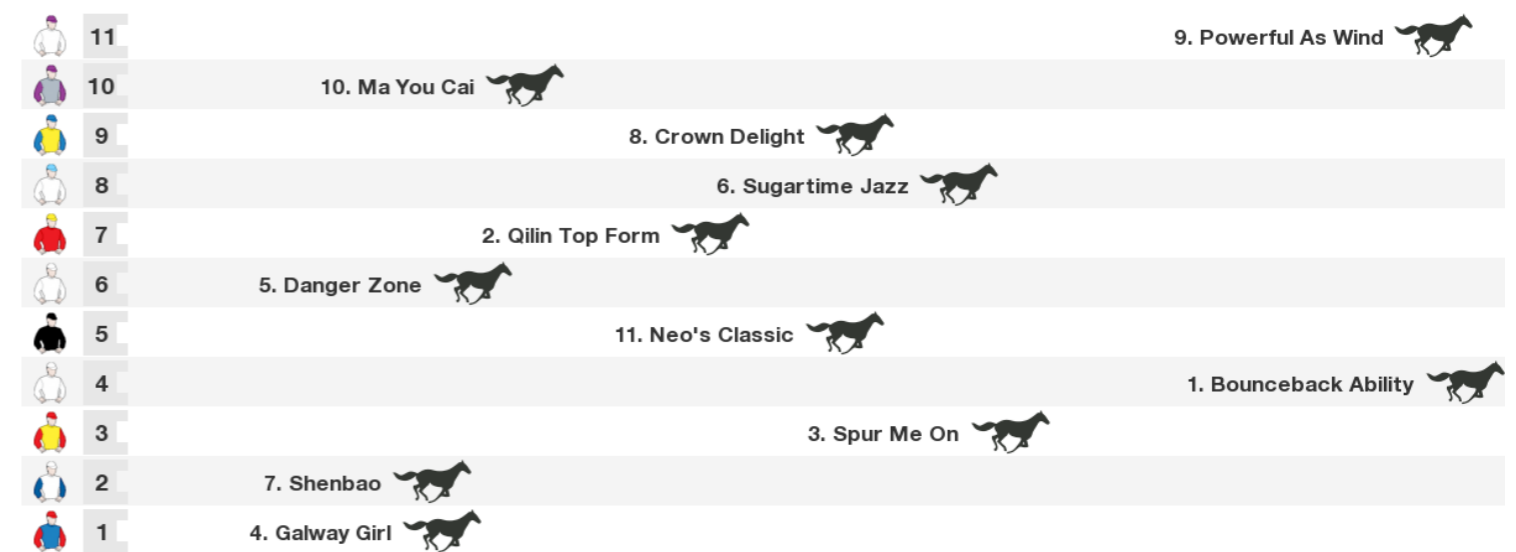 11 9. Powerful As Wind
10 10. Ma You Cai
9 8. Crown Delight
8 6. Sugartime Jazz
7 2. Qilin Top Form
6 5. Danger Zone
5 11. Neo's Classic
4 1. Bounceback Ability
3 3. Spur Me On
2 7. Shenbao
1 4. Galway Girl